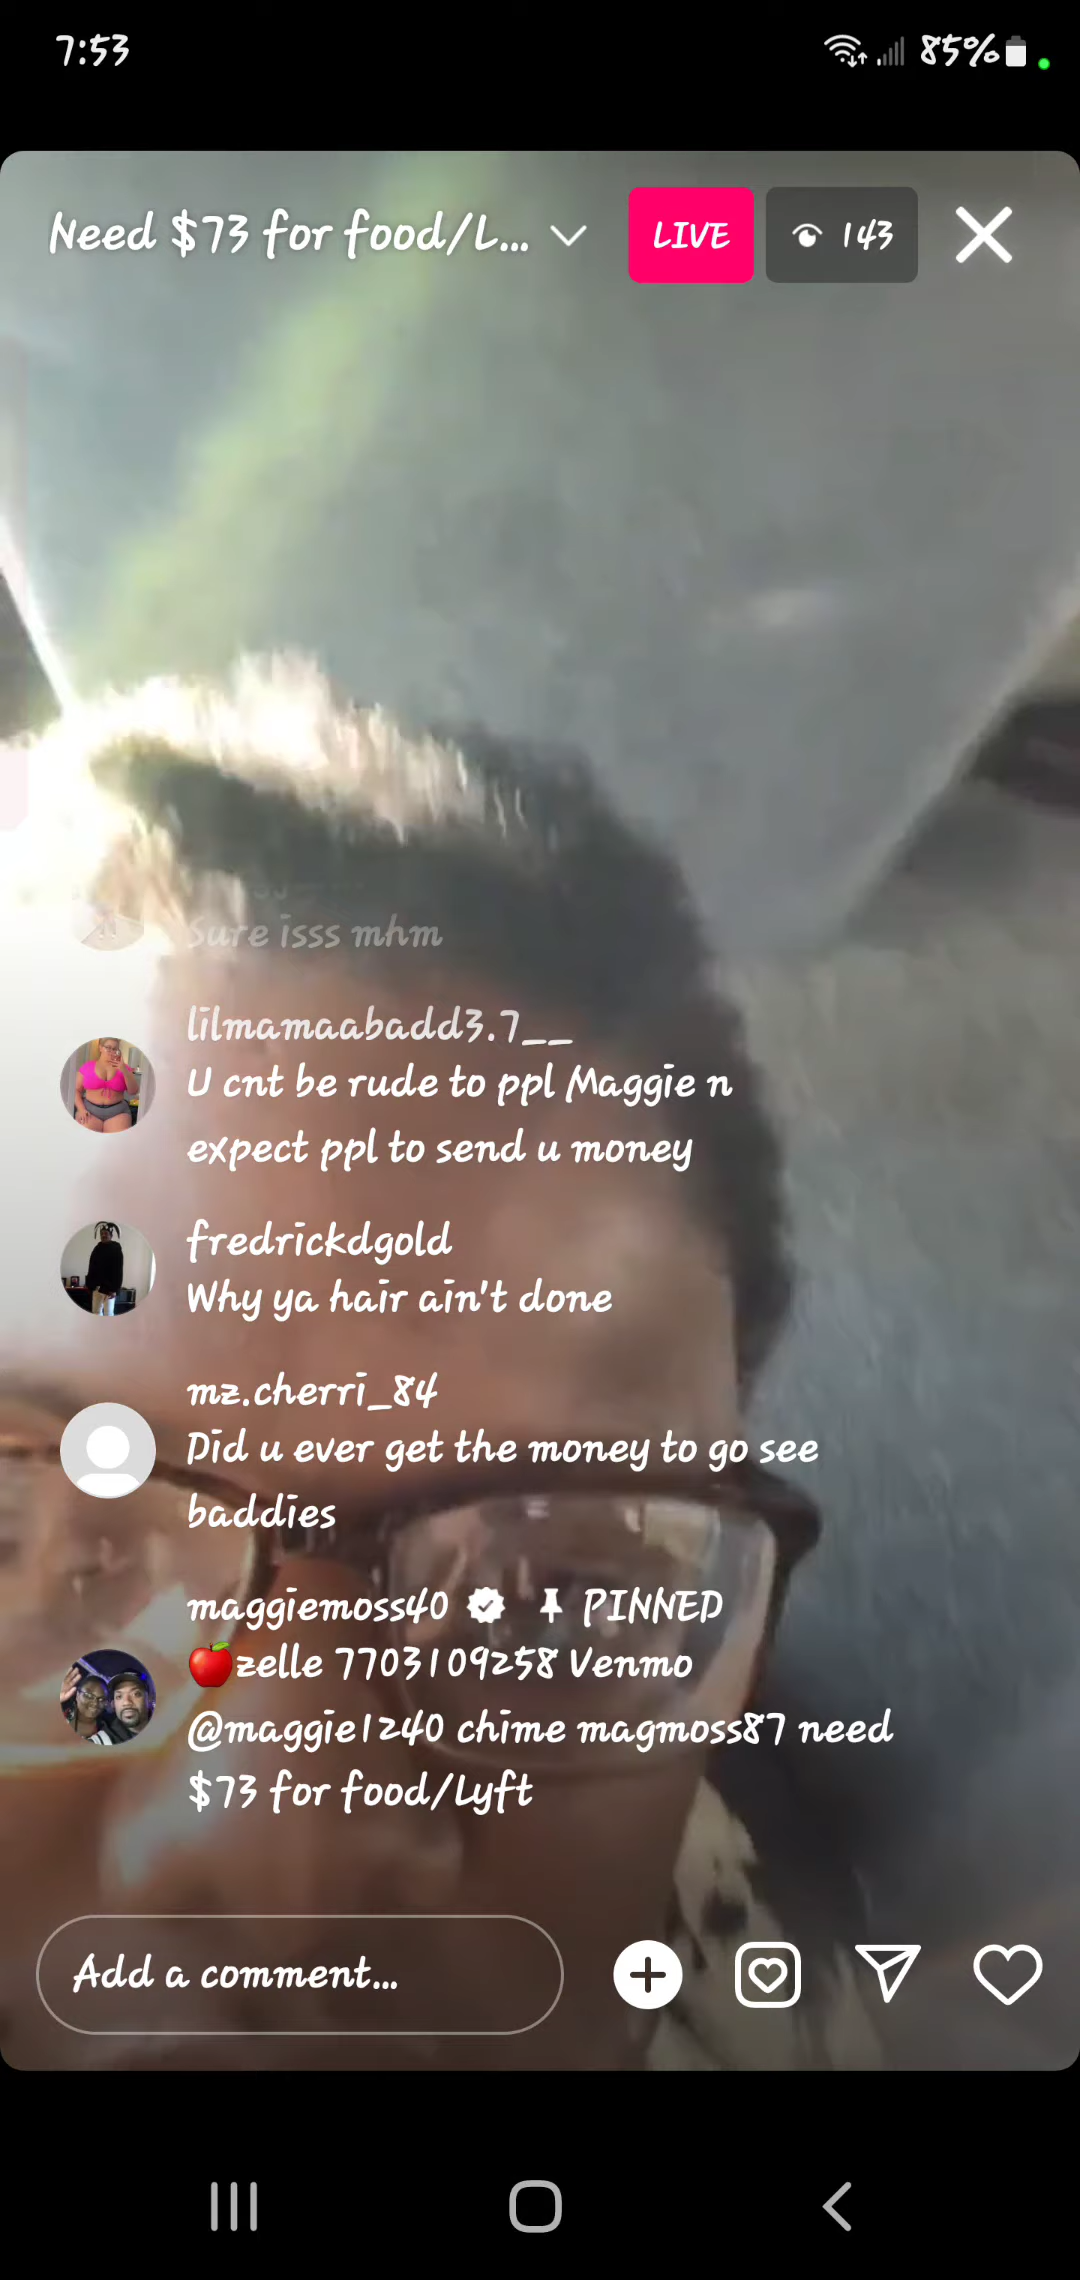 7:53
85%
Need $73 for food/L...
LIVE
143
Sure isss mhm
lilmamaabadd3.7__
U cnt be rude to ppl Maggie n
expect ppl to send u money
fredrickdgold
Why ya hair ain't done
mz.cherri_84
Did u ever get the money to go see
baddies
maggiemoss40 PINNED
🍎zelle 7703109258 Venmo
@maggie1240 chime magmoss87 need
$73 for food/Lyft
Add a comment...